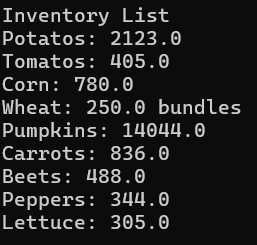 Inventory List
Potatos: 2123.0
Tomatos: 405.0
Corn: 780.0
Wheat: 250.0 bundles
Pumpkins: 14044.0
Carrots: 836.0
Beets: 488.0
Peppers: 344.0
Lettuce: 305.0